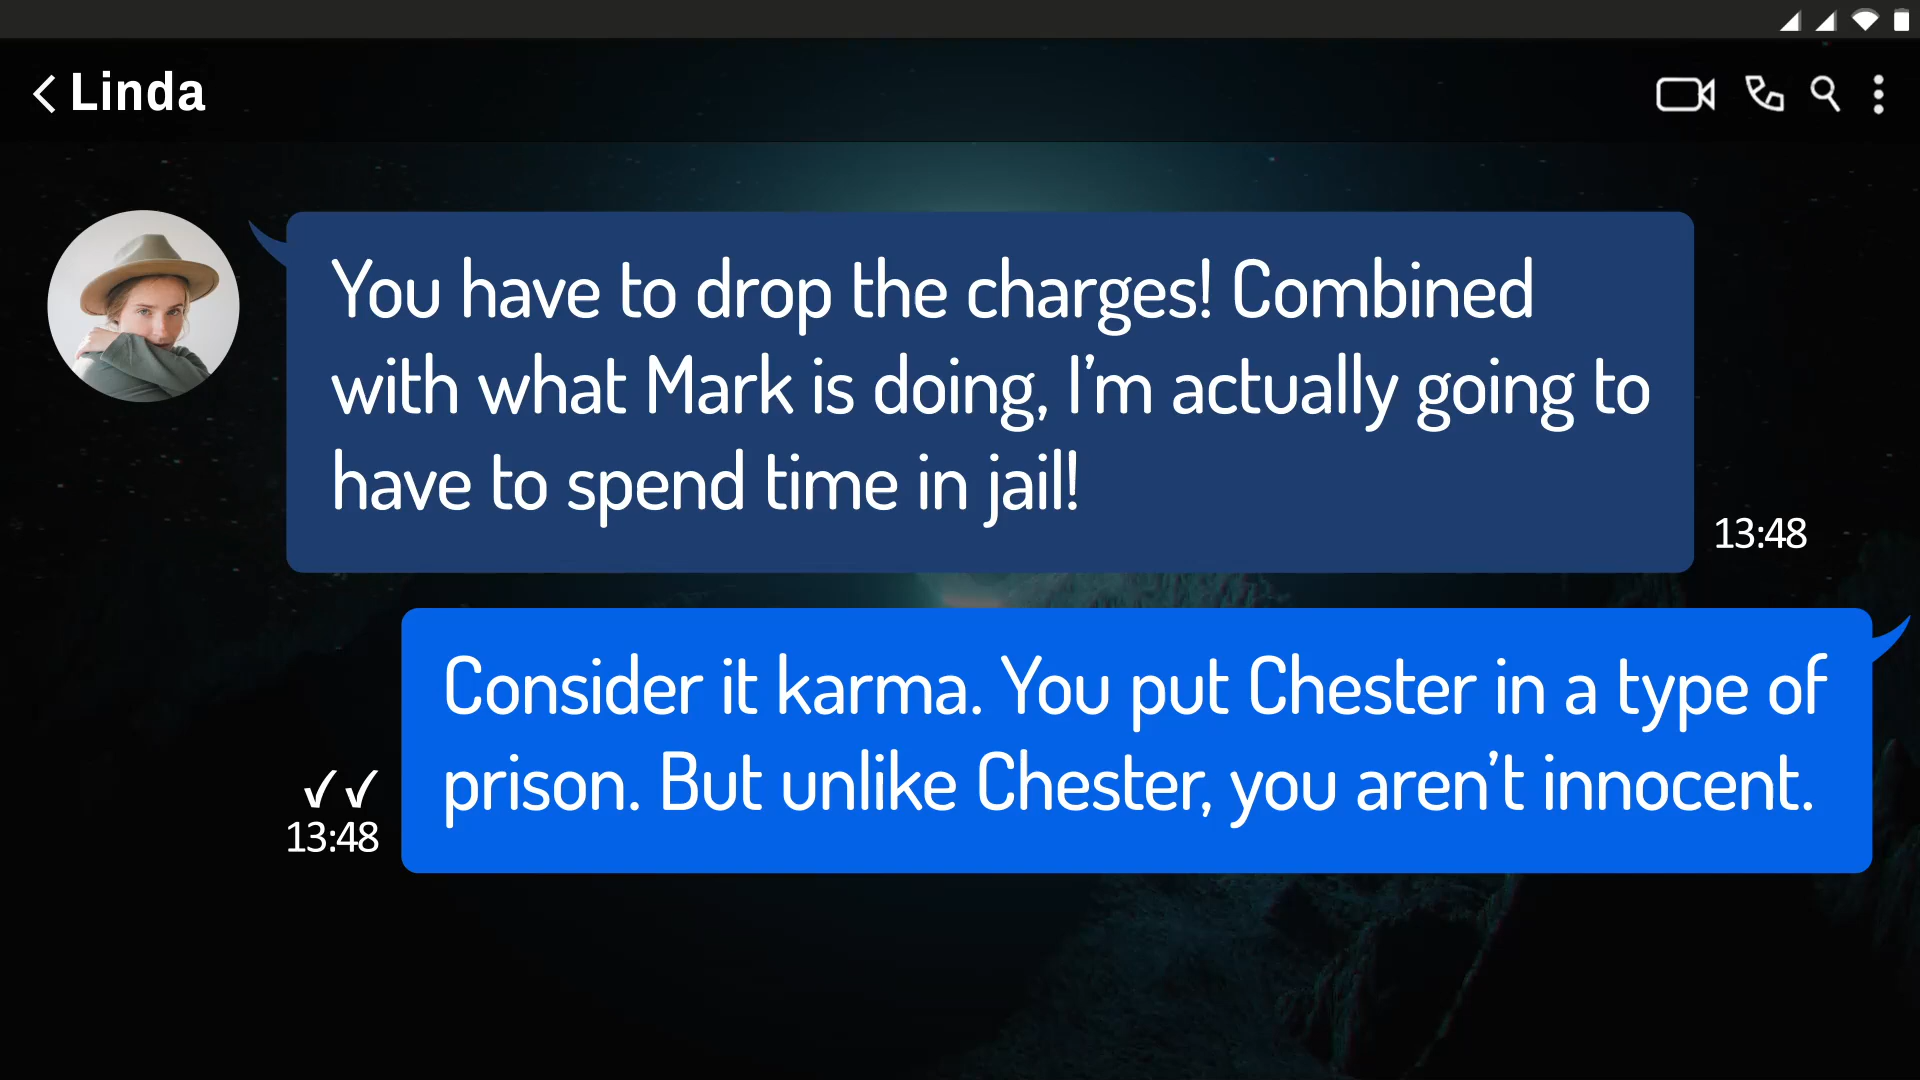 Linda
You have to drop the charges! Combined
with what Mark is doing, I’m actually going to
have to spend time in jail!
13:48
Consider it karma. You put Chester in a type of
prison. But unlike Chester, you aren’t innocent.
13:48